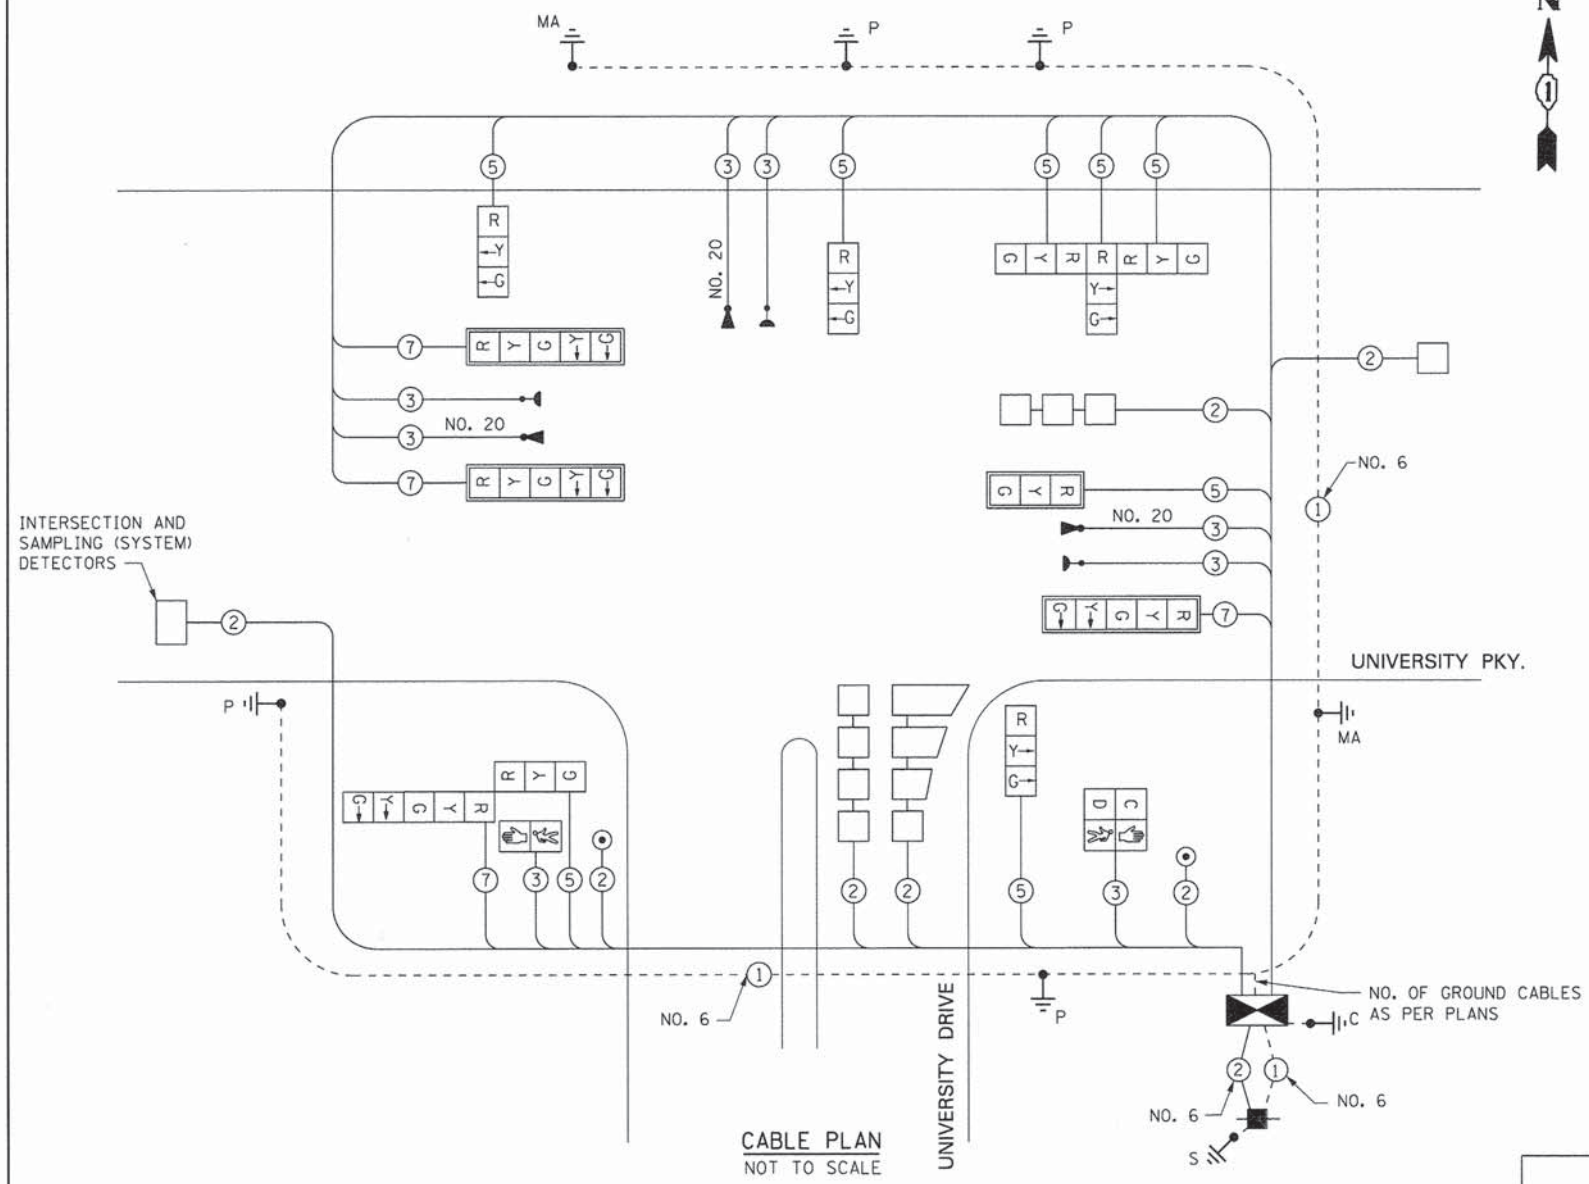 N
1
MA
P
P
5
3
3
5
5
5
5
NO. 20
R
←Y
←G
R
←Y
←G
G Y R R R Y G
Y→
G→
7
R Y G ←Y ←G
3
3
NO. 20
7
R Y G ←Y ←G
2
2
NO. 6
1
G Y R
5
NO. 20
3
3
G← Y← G Y R
7
INTERSECTION AND
SAMPLING (SYSTEM)
DETECTORS
2
UNIVERSITY PKY.
P
MA
R
Y→
G→
R Y G
G← Y← G Y R
D C
7
3
5
2
2
2
5
3
2
1
NO. 6
P
UNIVERSITY DRIVE
NO. OF GROUND CABLES
AS PER PLANS
C
2
1
NO. 6
NO. 6
S
CABLE PLAN
NOT TO SCALE